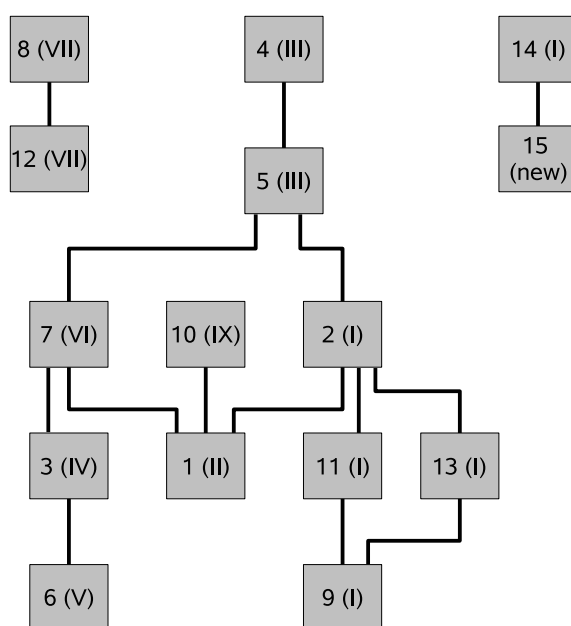 8 (VII)
4 (III)
14 (I)
12 (VII)
15
(new)
5 (III)
7 (VI)
10 (IX)
2 (I)
3 (IV)
1 (II)
11 (I)
13 (I)
6 (V)
9 (I)